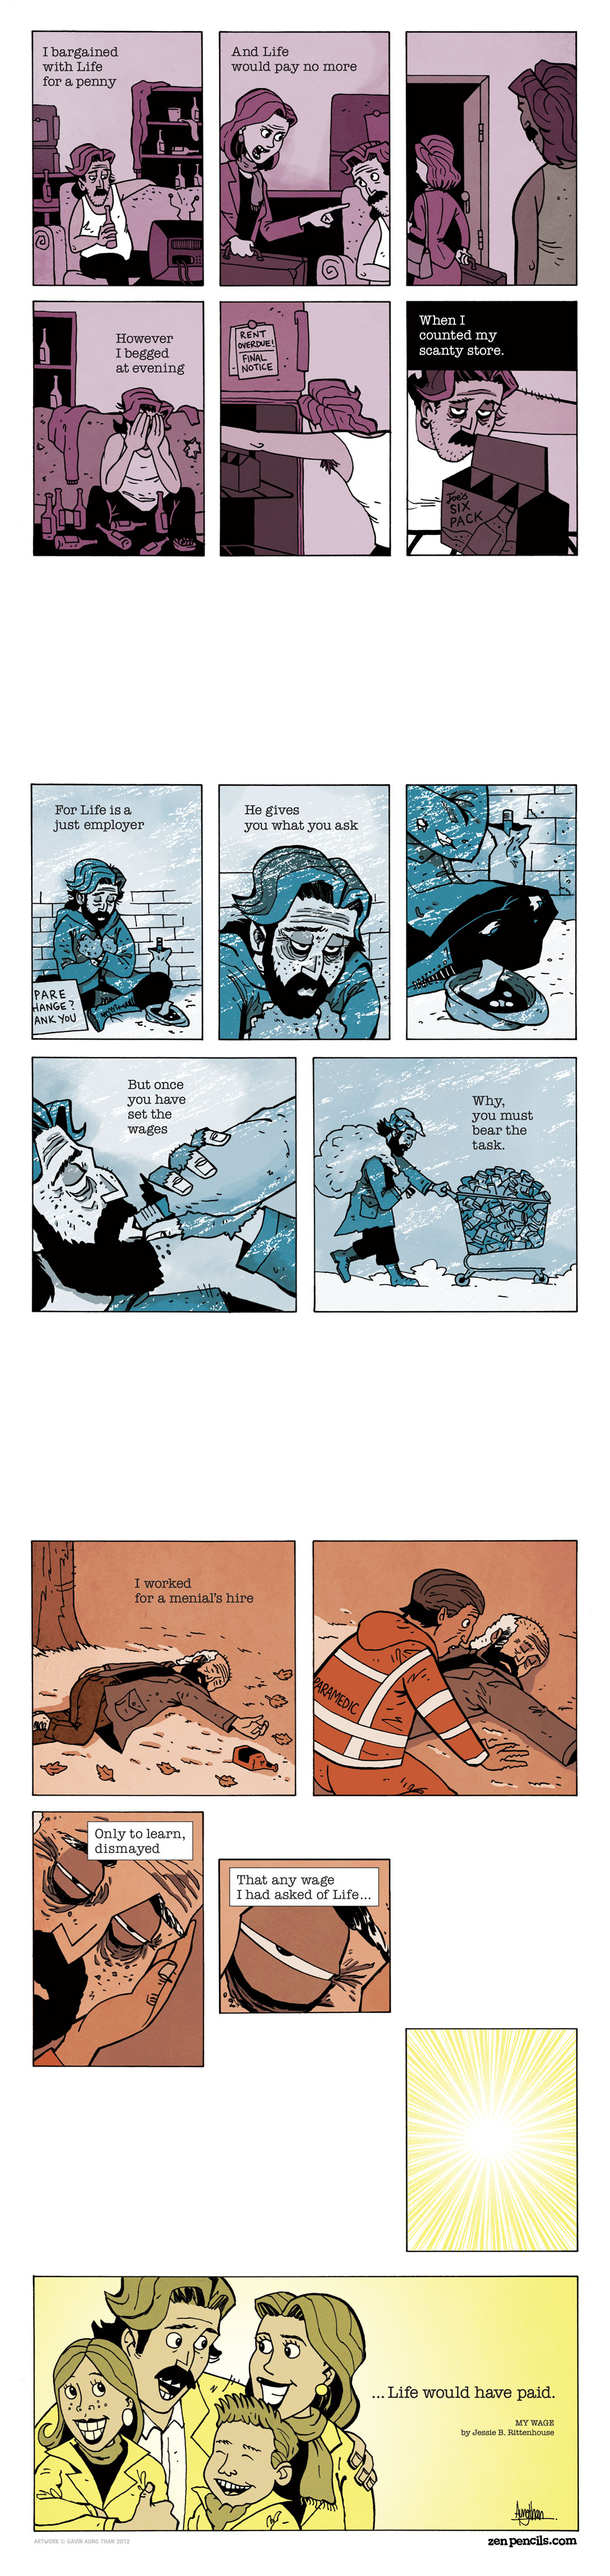 I bargained
with Life
for a penny
And Life
would pay no more
However
I begged
at evening
RENT
OVERDUE!
FINAL
NOTICE
When I
counted my
scanty store.
Joe's
SIX
PACK
For Life is a
just employer
PARE
HANGE?
ANK YOU
He gives
you what you ask
But once
you have
set the
wages
Why,
you must
bear the
task.
I worked
for a menial's hire
PARAMEDIC
Only to learn,
dismayed
That any wage
I had asked of Life...
...Life would have paid.
MY WAGE
by Jessie B. Rittenhouse
AungThan
ARTWORK © GAVIN AUNG THAN 2012
zenpencils.com